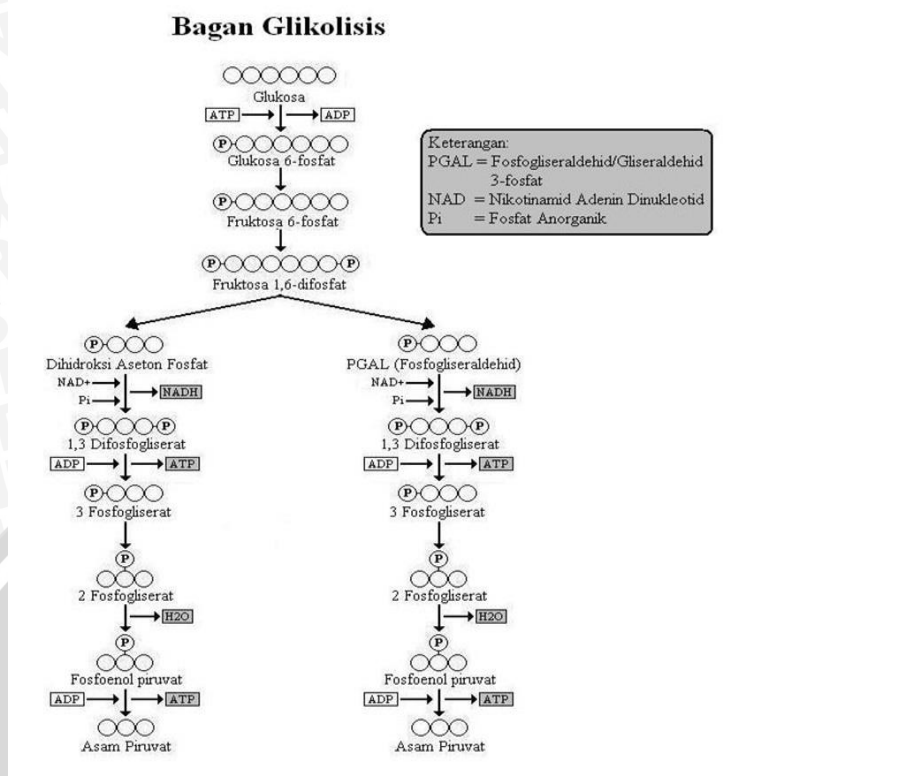 Bagan Glikolisis
Glukosa
ATP ADP
P
Glukosa 6-fosfat
P
Fruktosa 6-fosfat
P P
Fruktosa 1,6-difosfat
Keterangan:
PGAL = Fosfogliseraldehid/Gliseraldehid
3-fosfat
NAD = Nikotinamid Adenin Dinukleotid
Pi = Fosfat Anorganik
P
Dihidroksi Aseton Fosfat
NAD+
NADH
Pi
P P
1,3 Difosfogliserat
ADP ATP
P
3 Fosfogliserat
P
2 Fosfogliserat
H2O
P
Fosfoenol piruvat
ADP ATP
Asam Piruvat
P
PGAL (Fosfogliseraldehid)
NAD+
NADH
Pi
P P
1,3 Difosfogliserat
ADP ATP
P
3 Fosfogliserat
P
2 Fosfogliserat
H2O
P
Fosfoenol piruvat
ADP ATP
Asam Piruvat